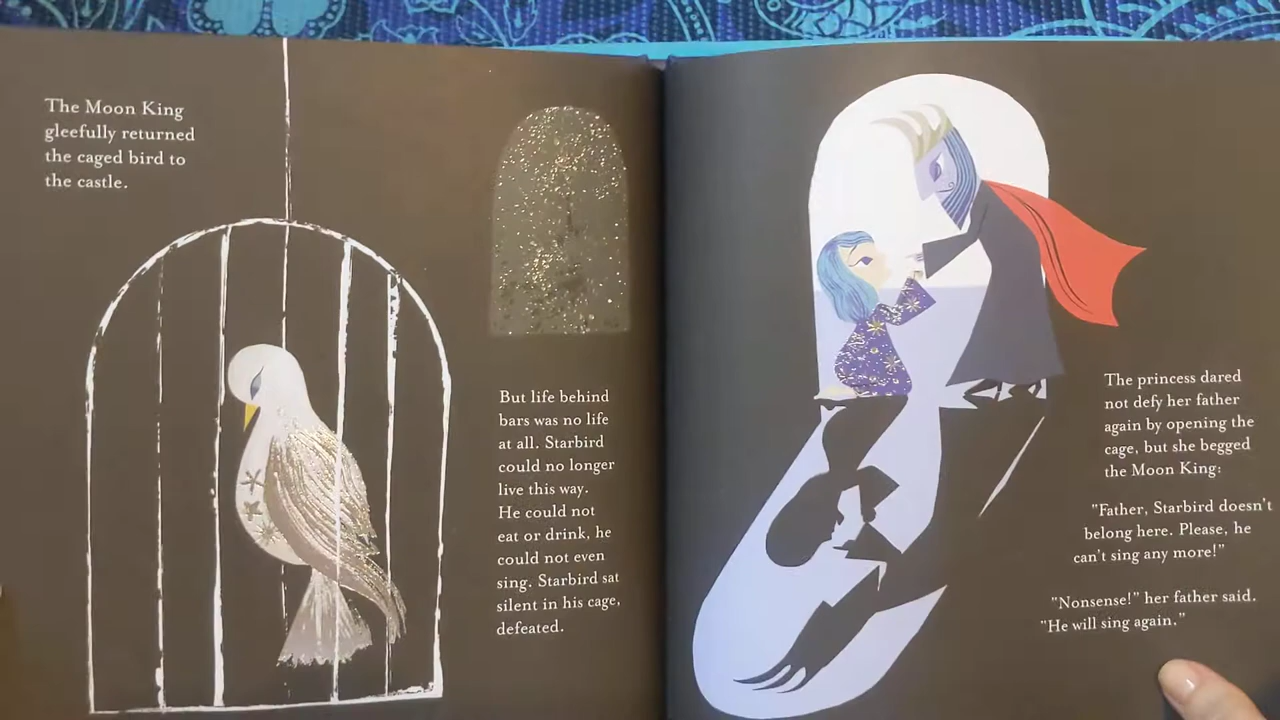 The Moon King
gleefully returned
the caged bird to
the castle.
But life behind
bars was no life
at all. Starbird
could no longer
live this way.
He could not
eat or drink, he
could not even
sing. Starbird sat
silent in his cage,
defeated.
The princess dared
not defy her father
again by opening the
cage, but she begged
the Moon King:
"Father, Starbird doesn't
belong here. Please, he
can't sing any more!"
"Nonsense!" her father said.
"He will sing again."